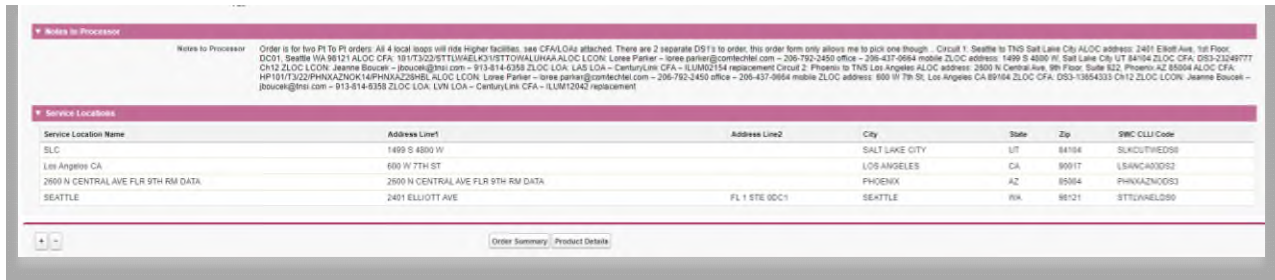 Notes to Processor
Notes to Processor Order is for two Pt To Pt orders: All 4 local loops will ride Higher facilities, see CFA/LOAs attached. There are 2 separate DS1's to order, this order form only allows me to pick one though .. Circuit 1: Seattle to TNS Salt Lake City ALOC address: 2401 Elliott Ave, 1st Floor,
DC01, Seattle WA 98121 ALOC CFA: 101/T3/22/STTLWAELK31/STTOWALUHAA ALOC LCON: Loree Parker – loree.parker@comtechtel.com – 206-792-2450 office – 206-437-0664 mobile ZLOC address: 1499 S 4800 W, Salt Lake City UT 84104 ZLOC CFA: DS3-23249777
Ch12 ZLOC LCON: Jeanne Boucek – jboucek@tnsi.com – 913-814-6358 ZLOC LOA: LAS LOA – CenturyLink CFA – ILUM02154 replacement Circuit 2: Phoenix to TNS Los Angeles ALOC address: 2600 N Central Ave, 9th Floor, Suite 922, Phoenix AZ 85004 ALOC CFA:
HP101/T3/22/PHNXAZNOK14/PHNXAZ28HBL ALOC LCON: Loree Parker – loree.parker@comtechtel.com – 206-792-2450 office – 206-437-0664 mobile ZLOC address: 600 W 7th St, Los Angeles CA 89104 ZLOC CFA: DS3-13654333 Ch12 ZLOC LCON: Jeanne Boucek –
jboucek@tnsi.com – 913-814-6358 ZLOC LOA: LVN LOA – CenturyLink CFA – ILUM12042 replacement
Service Locations
Service Location Name Address Line1 Address Line2 City State Zip SWC CLLI Code
SLC 1499 S 4800 W SALT LAKE CITY UT 84104 SLKCUTWEDS0
Los Angeles CA 600 W 7TH ST LOS ANGELES CA 90017 LSANCA03DS2
2600 N CENTRAL AVE FLR 9TH RM DATA 2600 N CENTRAL AVE FLR 9TH RM DATA PHOENIX AZ 85004 PHNXAZNODS3
SEATTLE 2401 ELLIOTT AVE FL 1 STE 0DC1 SEATTLE WA 98121 STTLWAELDS0
+ - Order Summary Product Details